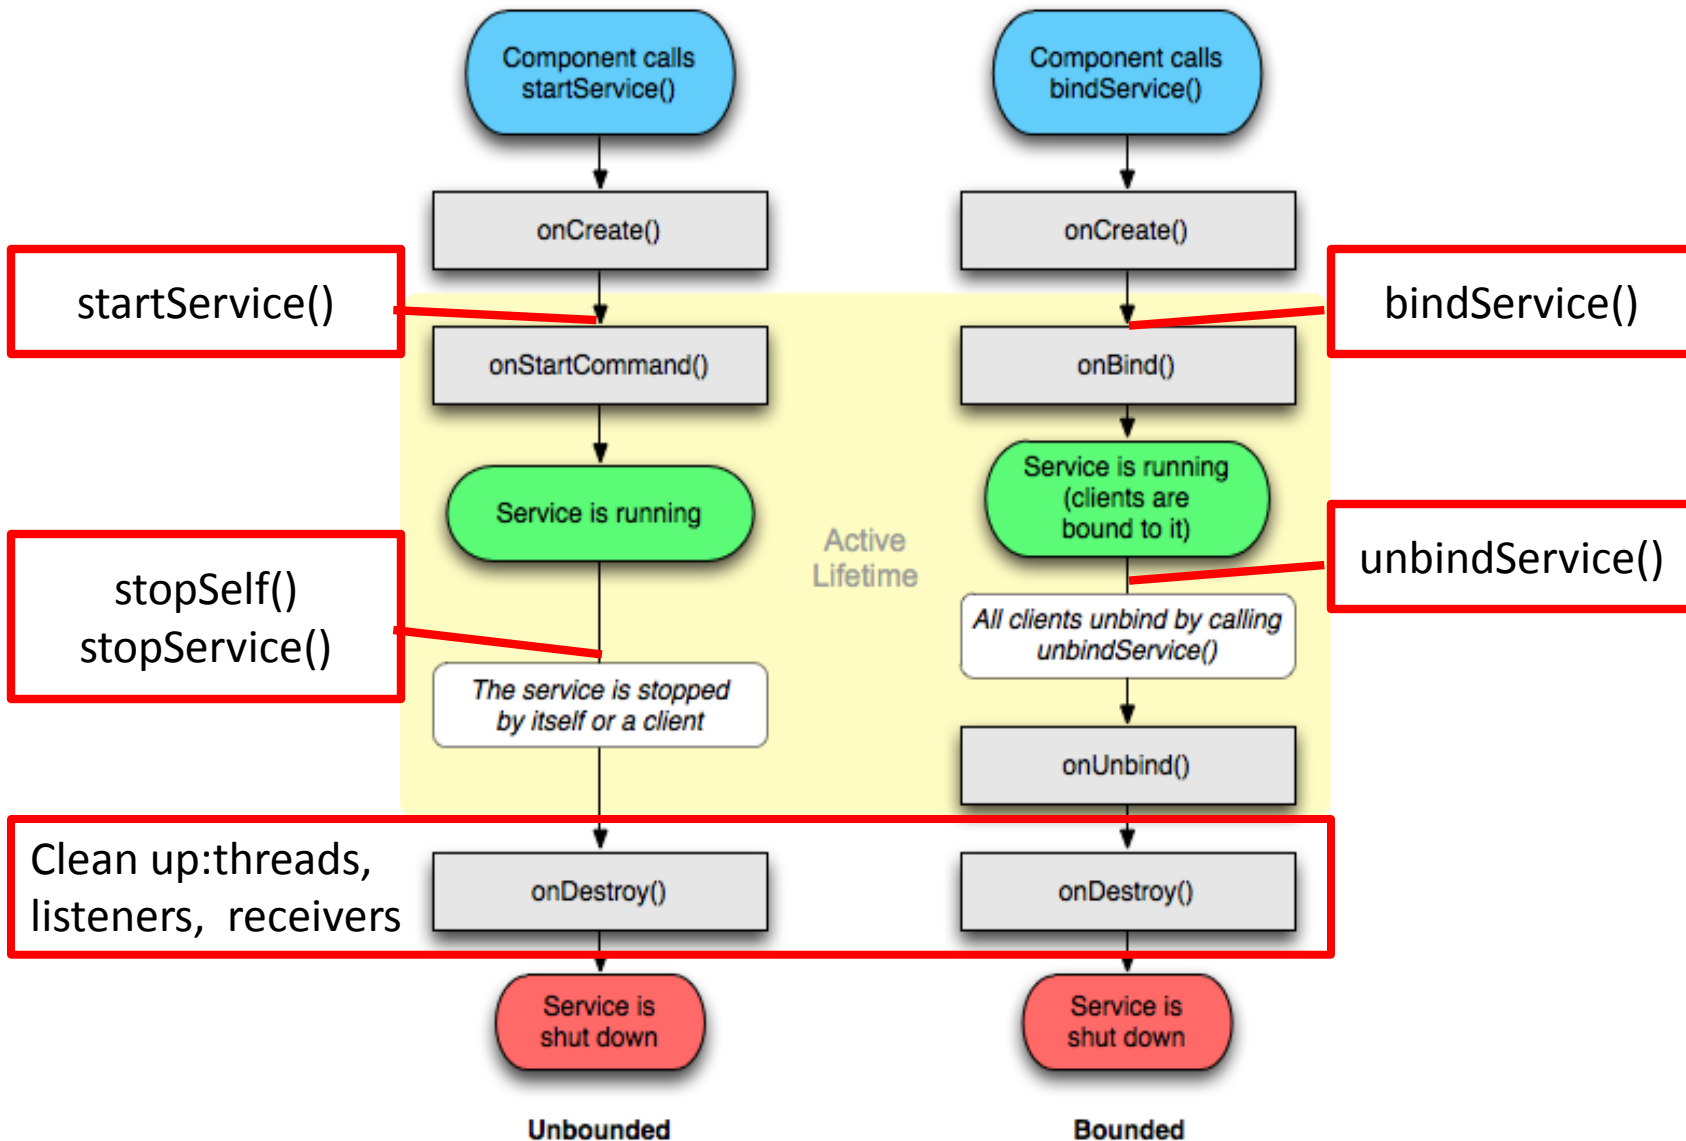 Component calls
startService()
Component calls
bindService()
onCreate()
onCreate()
startService()
bindService()
onStartCommand()
onBind()
Service is running
Service is running
(clients are
bound to it)
Active
Lifetime
stopSelf()
stopService()
unbindService()
All clients unbind by calling
unbindService()
The service is stopped
by itself or a client
onUnbind()
Clean up:threads,
listeners,  receivers
onDestroy()
onDestroy()
Service is
shut down
Service is
shut down
Unbounded
Bounded